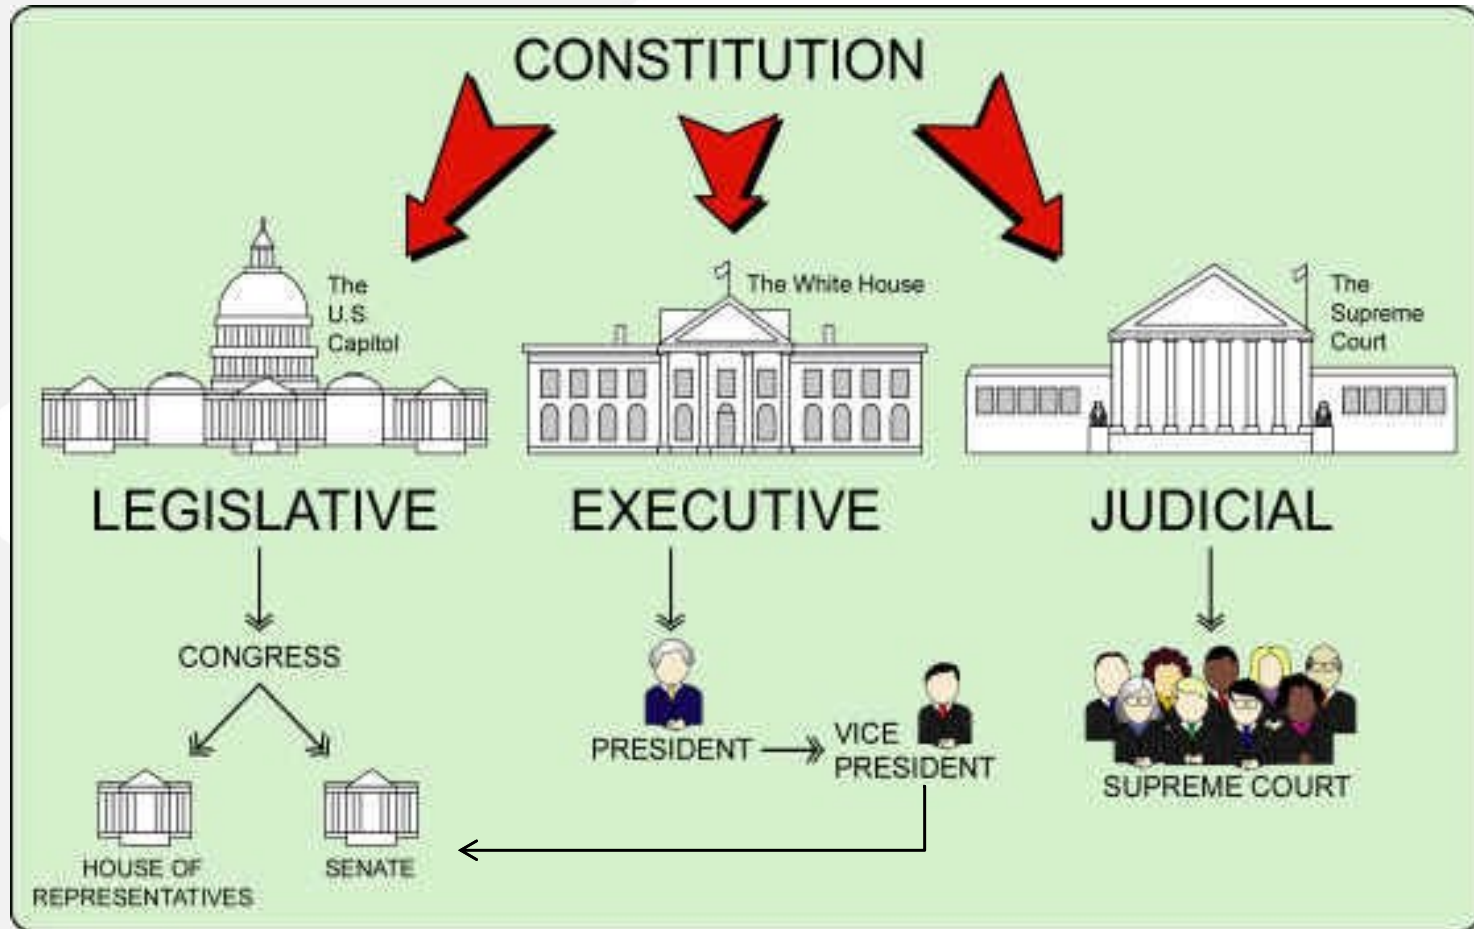 CONSTITUTION
The
U.S.
Capitol
The White House
The
Supreme
Court
LEGISLATIVE
EXECUTIVE
JUDICIAL
CONGRESS
PRESIDENT
VICE
PRESIDENT
SUPREME COURT
HOUSE OF
REPRESENTATIVES
SENATE